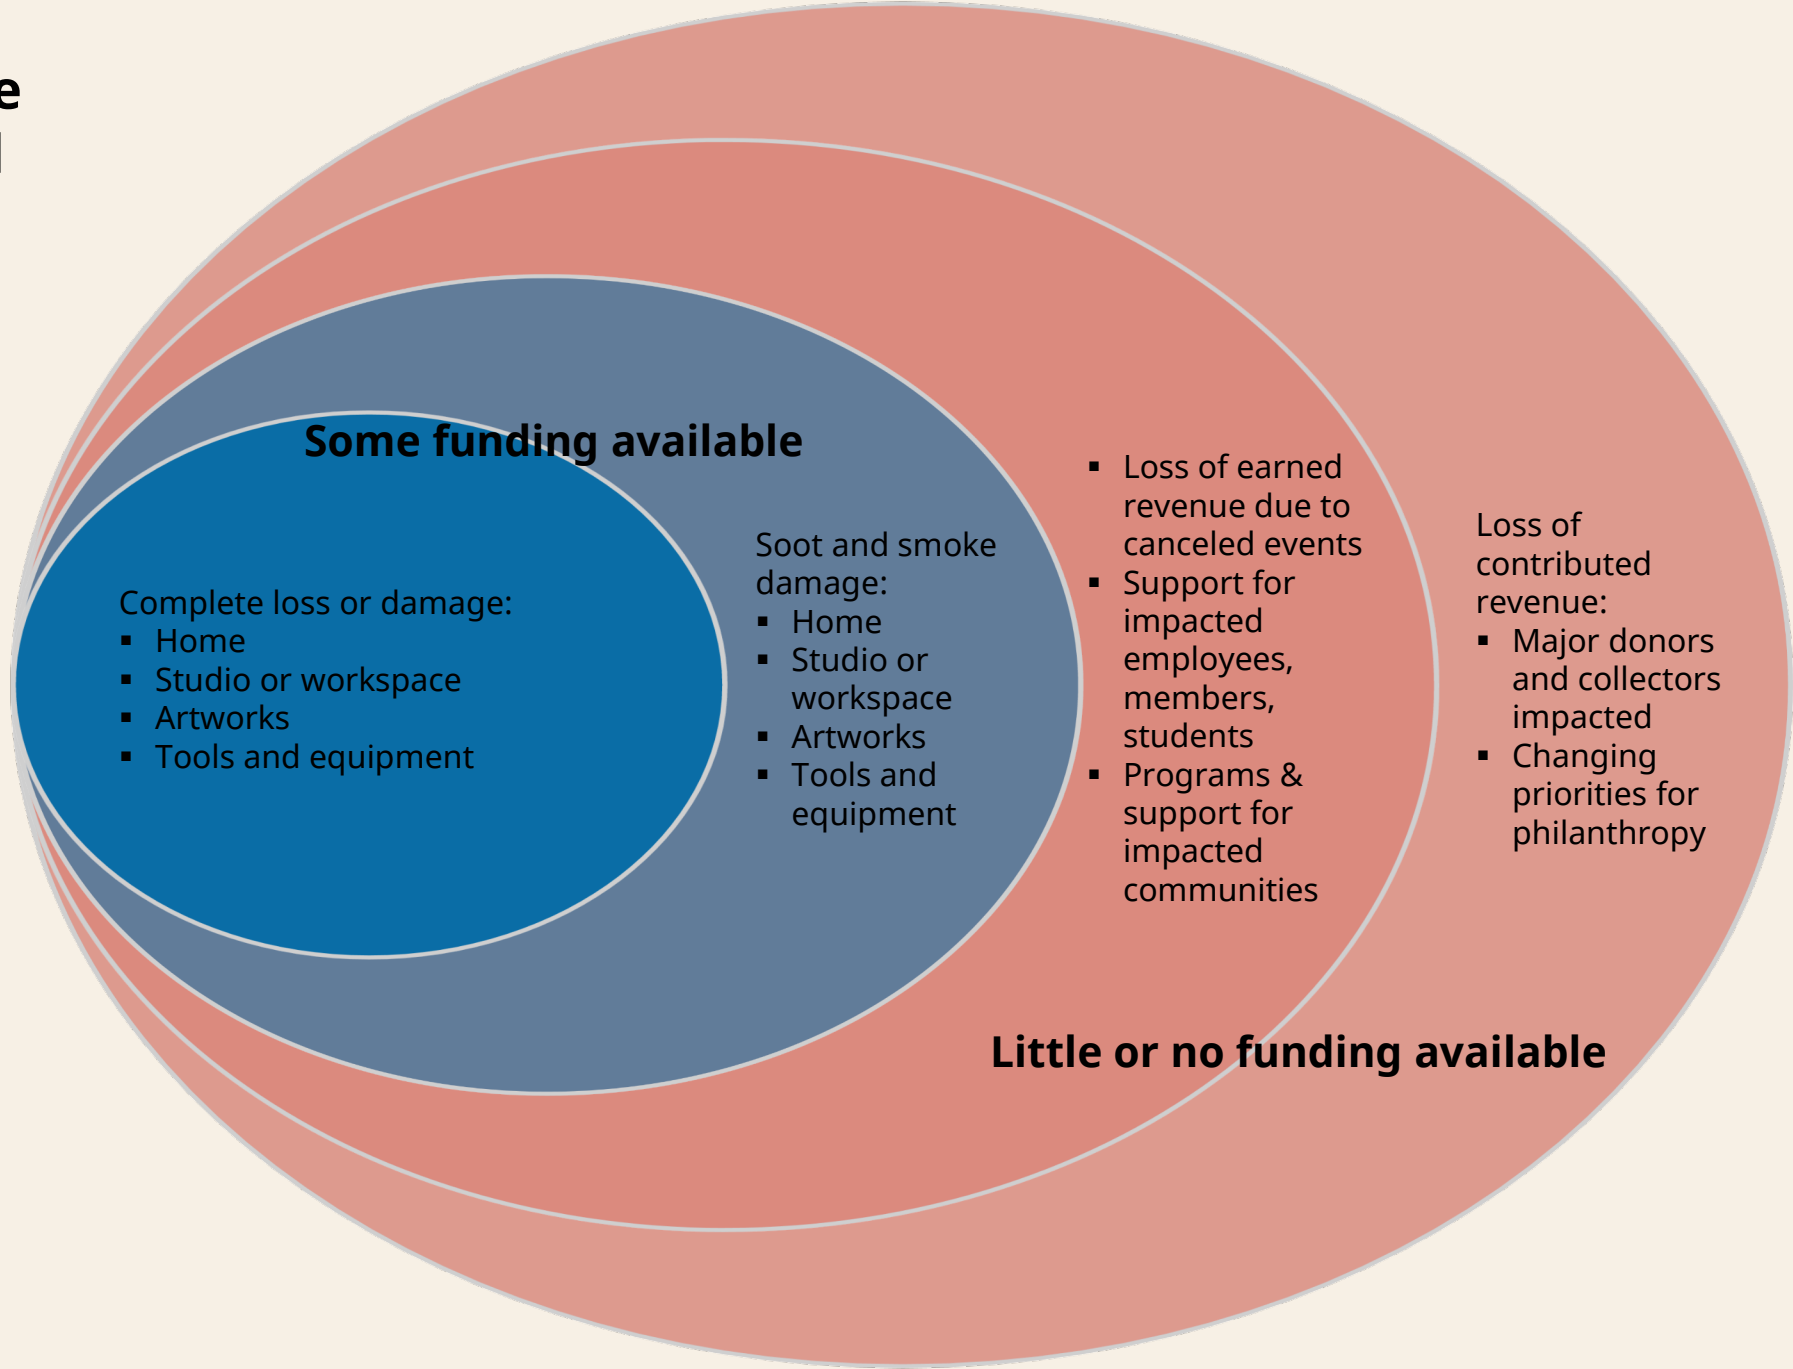 Some funding available
Complete loss or damage:
▪ Home
▪ Studio or workspace
▪ Artworks
▪ Tools and equipment
Soot and smoke
damage:
▪ Home
▪ Studio or
workspace
▪ Artworks
▪ Tools and
equipment
▪ Loss of earned
revenue due to
canceled events
▪ Support for
impacted
employees,
members,
students
▪ Programs &
support for
impacted
communities
Loss of
contributed
revenue:
▪ Major donors
and collectors
impacted
▪ Changing
priorities for
philanthropy
Little or no funding available